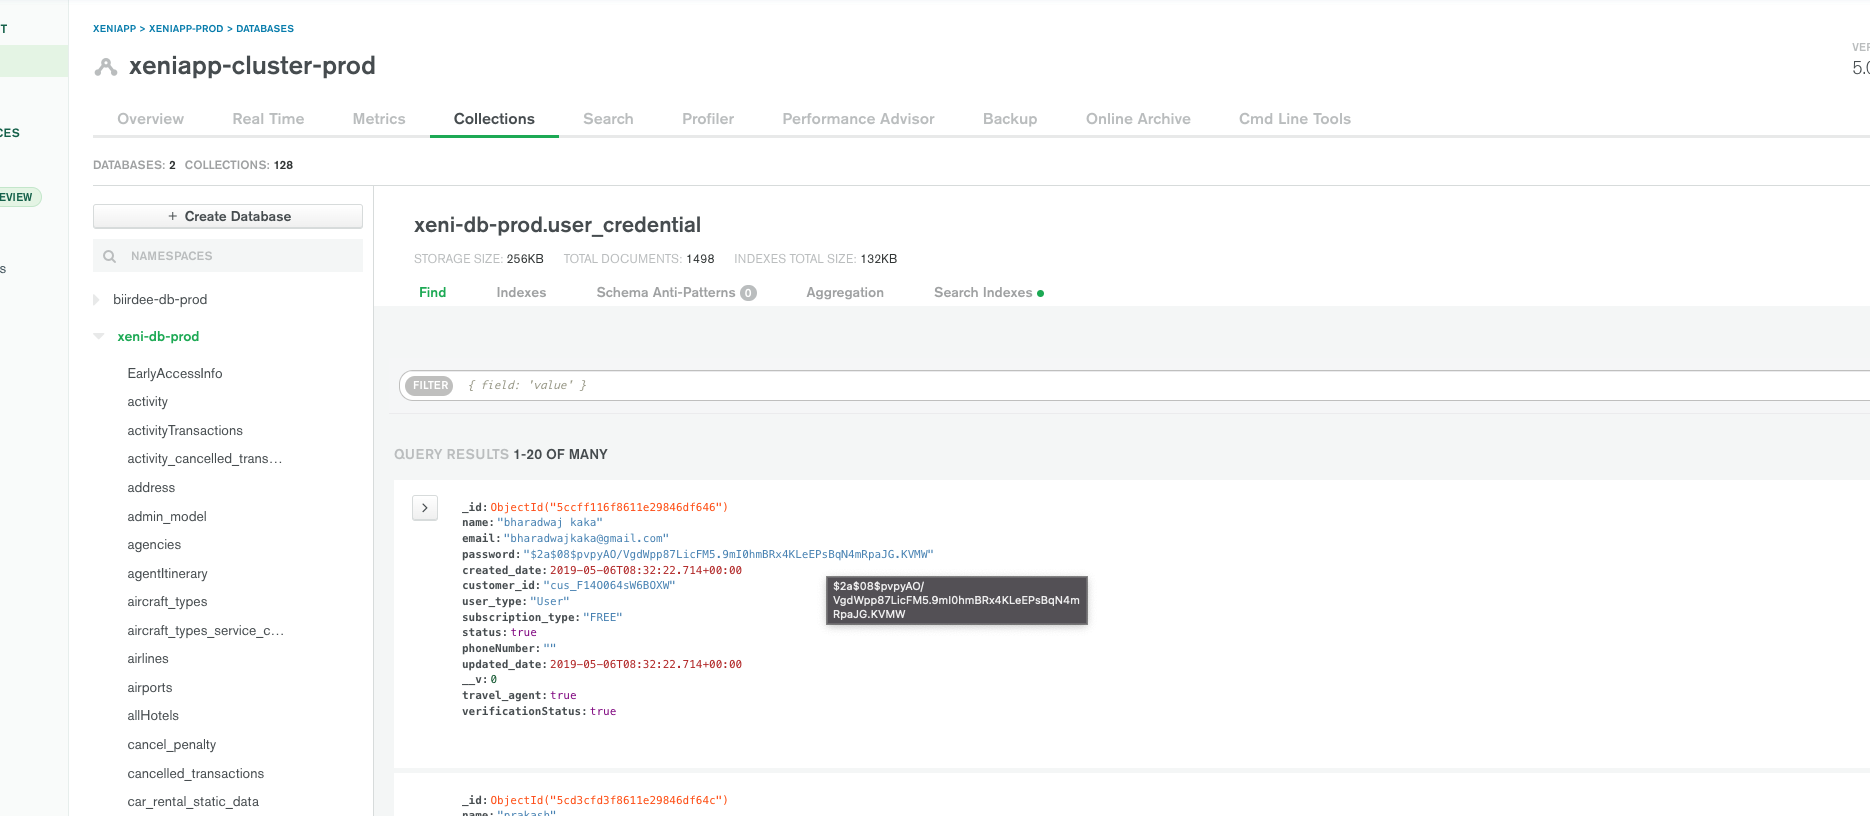 T
CES
EVIEW
s
XENIAPP > XENIAPP-PROD > DATABASES
xeniapp-cluster-prod
VER
5.0
Overview Real Time Metrics Collections Search Profiler Performance Advisor Backup Online Archive Cmd Line Tools
DATABASES: 2 COLLECTIONS: 128
+ Create Database
NAMESPACES
biirdee-db-prod
xeni-db-prod
EarlyAccessInfo
activity
activityTransactions
activity_cancelled_trans...
address
admin_model
agencies
agentItinerary
aircraft_types
aircraft_types_service_c...
airlines
airports
allHotels
cancel_penalty
cancelled_transactions
car_rental_static_data
xeni-db-prod.user_credential
STORAGE SIZE: 256KB TOTAL DOCUMENTS: 1498 INDEXES TOTAL SIZE: 132KB
Find Indexes Schema Anti-Patterns 0 Aggregation Search Indexes
FILTER { field: 'value' }
QUERY RESULTS 1-20 OF MANY
_id: ObjectId("5ccff116f8611e29846df646")
name: "bharadwaj kaka"
email: "bharadwajkaka@gmail.com"
password: "$2a$08$pvpyAO/VgdWpp87LicFM5.9mI0hmBRx4KLeEPsBqN4mRpaJG.KVMW"
created_date: 2019-05-06T08:32:22.714+00:00
customer_id: "cus_F14O064sW6BOXW"
user_type: "User"
subscription_type: "FREE"
status: true
phoneNumber: ""
updated_date: 2019-05-06T08:32:22.714+00:00
__v: 0
travel_agent: true
verificationStatus: true
$2a$08$pvpyAO/
VgdWpp87LicFM5.9mI0hmBRx4KLeEPsBqN4m
RpaJG.KVMW
_id: ObjectId("5cd3cfd3f8611e29846df64c")
name: "prakash"